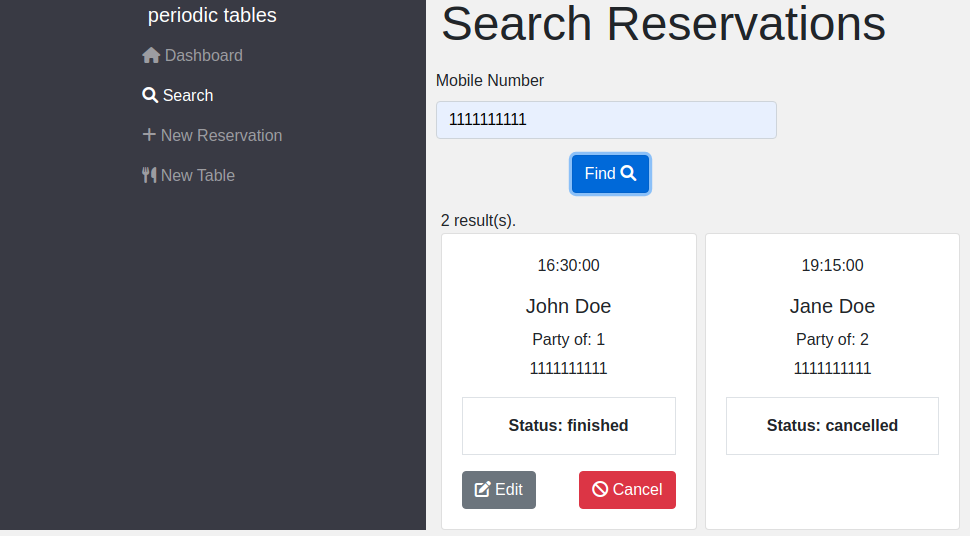 periodic tables
Dashboard
Search
New Reservation
New Table
Search Reservations
Mobile Number
1111111111
Find
2 result(s).
16:30:00
John Doe
Party of: 1
1111111111
Status: finished
Edit
Cancel
19:15:00
Jane Doe
Party of: 2
1111111111
Status: cancelled